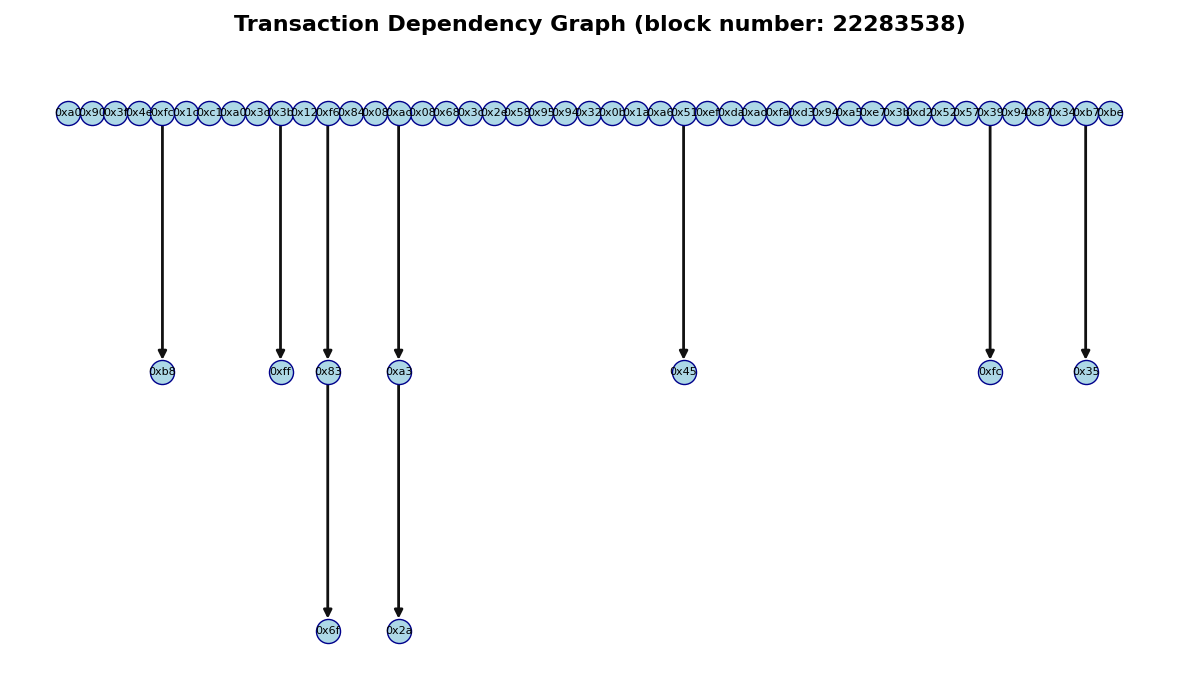 Transaction Dependency Graph (block number: 22283538)
0xa0 0x90 0x3f 0x4e 0xfc 0x1d 0xc1 0xa0 0x3d 0x3b 0x12 0xf6 0x84 0x08 0xad 0x08 0x68 0x3c 0x2e 0x58 0x95 0x94 0x32 0x0b 0x1a 0xa6 0x51 0xef 0xda 0xad 0xfa 0xd3 0x94 0xa5 0xe7 0x3b 0xd2 0x52 0x57 0x39 0x94 0x87 0x34 0xb7 0xbe
0xb8 0xff 0x83 0xa3 0x45 0xfc 0x35
0x6f 0x2a